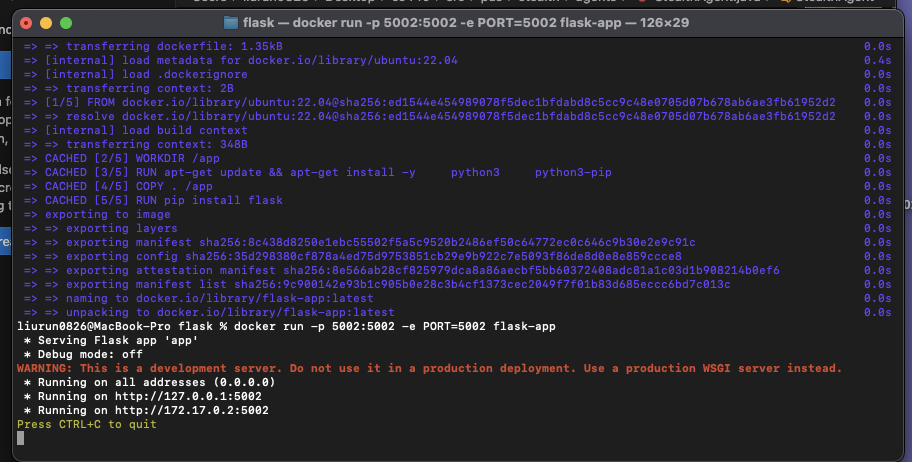 flask — docker run -p 5002:5002 -e PORT=5002 flask-app — 126×29
=> => transferring dockerfile: 1.35kB 0.0s
=> [internal] load metadata for docker.io/library/ubuntu:22.04 0.4s
=> [internal] load .dockerignore 0.0s
=> => transferring context: 2B 0.0s
=> [1/5] FROM docker.io/library/ubuntu:22.04@sha256:ed1544e454989078f5dec1bfdabd8c5cc9c48e0705d07b678ab6ae3fb61952d2 0.0s
=> => resolve docker.io/library/ubuntu:22.04@sha256:ed1544e454989078f5dec1bfdabd8c5cc9c48e0705d07b678ab6ae3fb61952d2 0.0s
=> [internal] load build context 0.0s
=> => transferring context: 348B 0.0s
=> CACHED [2/5] WORKDIR /app 0.0s
=> CACHED [3/5] RUN apt-get update && apt-get install -y python3 python3-pip 0.0s
=> CACHED [4/5] COPY . /app 0.0s
=> CACHED [5/5] RUN pip install flask 0.0s
=> exporting to image 0.0s
=> => exporting layers 0.0s
=> => exporting manifest sha256:8c438d8250e1ebc55502f5a5c9520b2486ef50c64772ec0c646c9b30e2e9c91c 0.0s
=> => exporting config sha256:35d298380cf878a4ed75d9753851cb29e9b922c7e5093f86de8d0e8e859ccce8 0.0s
=> => exporting attestation manifest sha256:8e566ab28cf825979dca8a86aecbf5bb60372408adc81a1c03d1b908214b0ef6 0.0s
=> => exporting manifest list sha256:9c900142e93b1c905b0e28c3b4cf1373cec2049f7f01b83d685eccc6bd7c013c 0.0s
=> => naming to docker.io/library/flask-app:latest 0.0s
=> => unpacking to docker.io/library/flask-app:latest 0.0s
liurun0826@MacBook-Pro flask % docker run -p 5002:5002 -e PORT=5002 flask-app
* Serving Flask app 'app'
* Debug mode: off
WARNING: This is a development server. Do not use it in a production deployment. Use a production WSGI server instead.
* Running on all addresses (0.0.0.0)
* Running on http://127.0.0.1:5002
* Running on http://172.17.0.2:5002
Press CTRL+C to quit